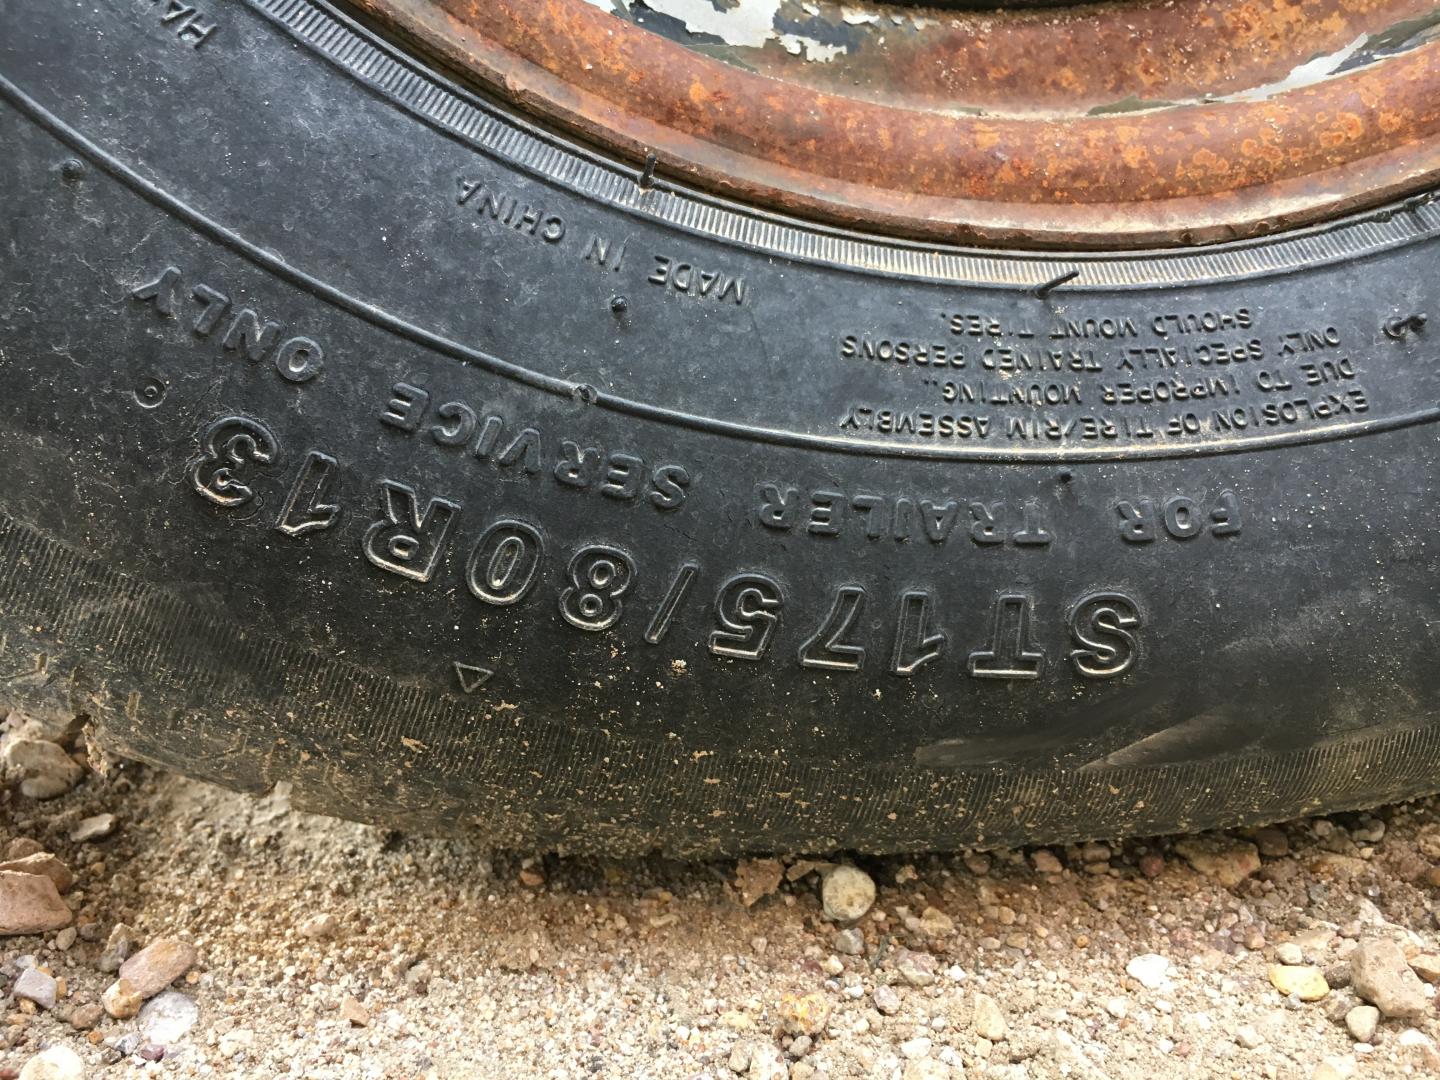 ST175/80R13
FOR TRAILER SERVICE ONLY
EXPLOSION OF TIRE/RIM ASSEMBLY
DUE TO IMPROPER MOUNTING..
ONLY SPECIALLY TRAINED PERSONS
SHOULD MOUNT TIRES.
MADE IN CHINA